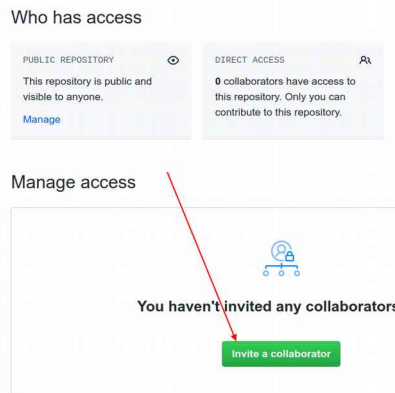 Who has access
PUBLIC REPOSITORY
This repository is public and
visible to anyone.
Manage
DIRECT ACCESS
0 collaborators have access to
this repository. Only you can
contribute to this repository.
Manage access
You haven't invited any collaborators
Invite a collaborator